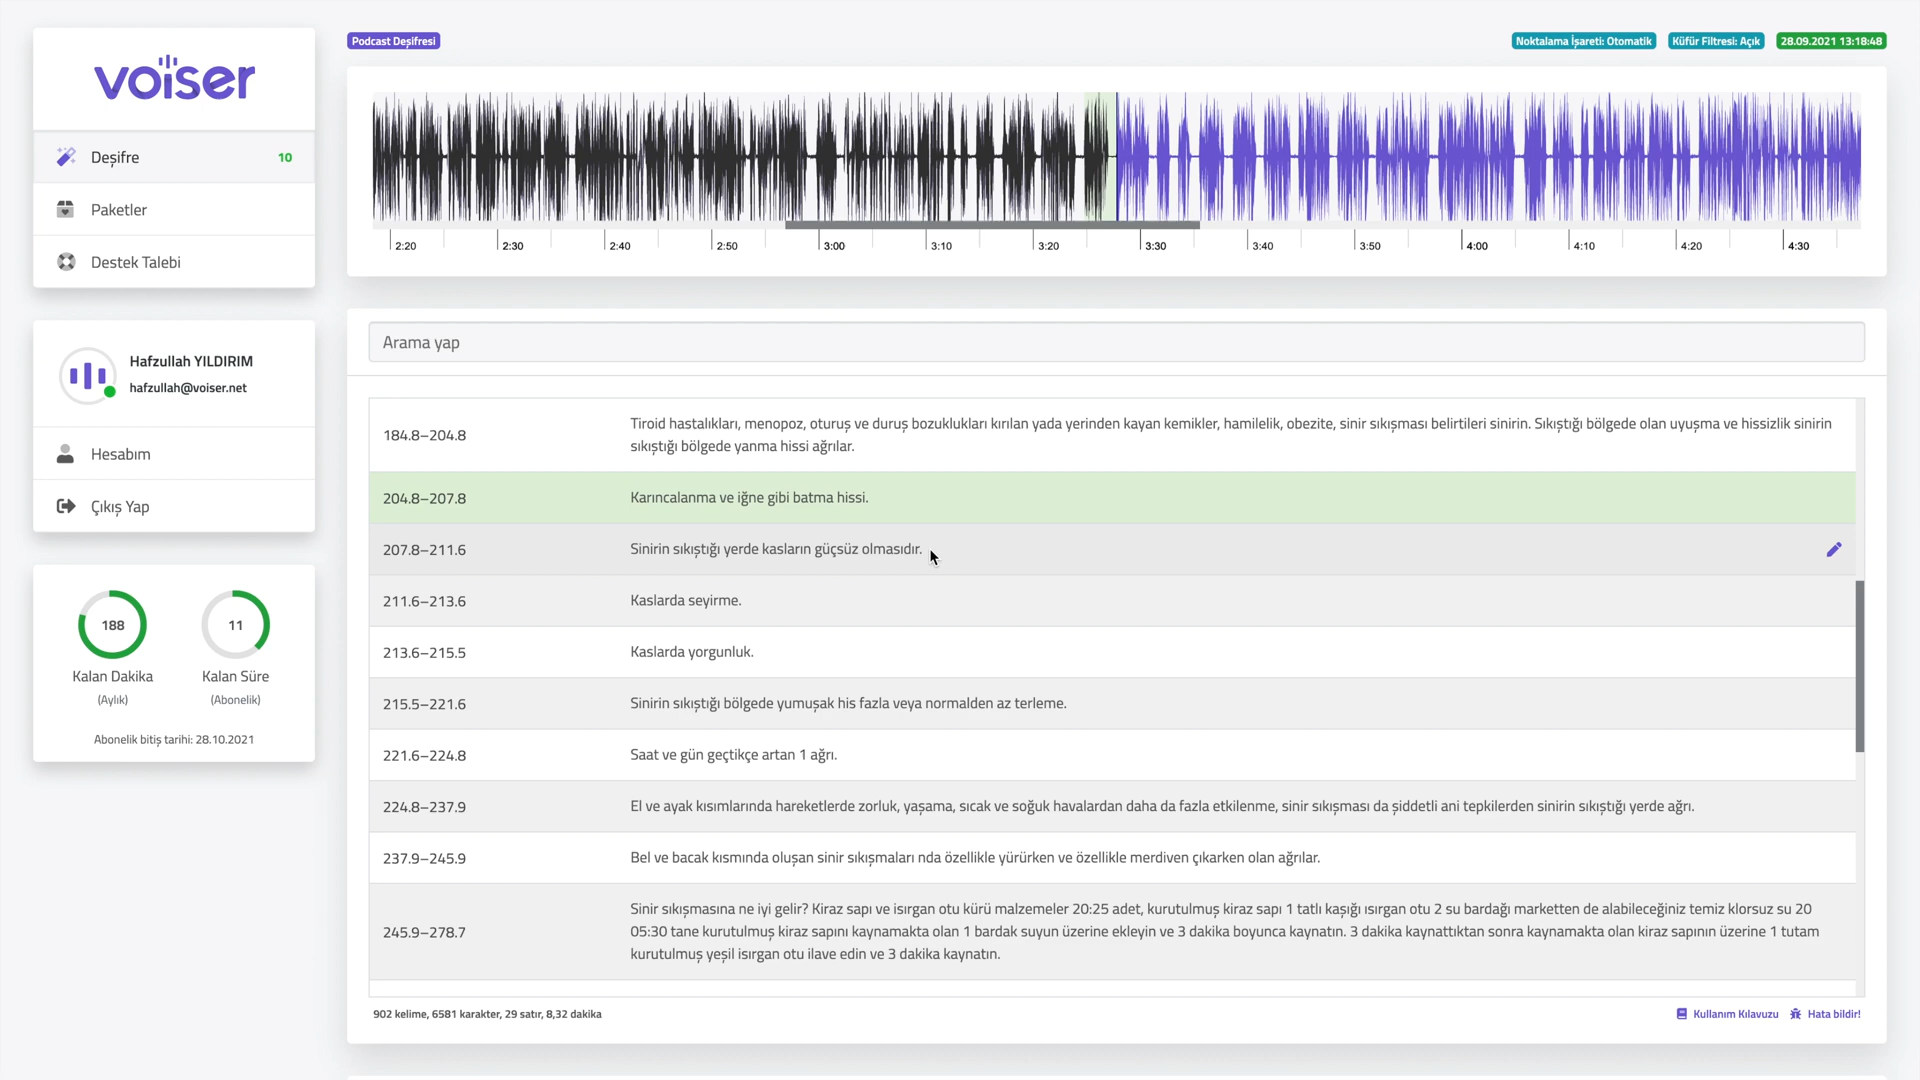 voiser
Deşifre 10
Paketler
Destek Talebi
Hafzullah YILDIRIM
hafzullah@voiser.net
Hesabım
Çıkış Yap
188 11
Kalan Dakika Kalan Süre
(Aylık) (Abonelik)
Abonelik bitiş tarihi: 28.10.2021
Podcast Deşifresi Noktalama İşareti: Otomatik Küfür Filtresi: Açık 28.09.2021 13:18:48
2:20 2:30 2:40 2:50 3:00 3:10 3:20 3:30 3:40 3:50 4:00 4:10 4:20 4:30
Arama yap
184.8–204.8 Tiroid hastalıkları, menopoz, oturuş ve duruş bozuklukları kırılan yada yerinden kayan kemikler, hamilelik, obezite, sinir sıkışması belirtileri sinirin. Sıkıştığı bölgede olan uyuşma ve hissizlik sinirin
sıkıştığı bölgede yanma hissi ağrılar.
204.8–207.8 Karıncalanma ve iğne gibi batma hissi.
207.8–211.6 Sinirin sıkıştığı yerde kasların güçsüz olmasıdır.
211.6–213.6 Kaslarda seyirme.
213.6–215.5 Kaslarda yorgunluk.
215.5–221.6 Sinirin sıkıştığı bölgede yumuşak his fazla veya normalden az terleme.
221.6–224.8 Saat ve gün geçtikçe artan 1 ağrı.
224.8–237.9 El ve ayak kısımlarında hareketlerde zorluk, yaşama, sıcak ve soğuk havalardan daha da fazla etkilenme, sinir sıkışması da şiddetli ani tepkilerden sinirin sıkıştığı yerde ağrı.
237.9–245.9 Bel ve bacak kısmında oluşan sinir sıkışmaları nda özellikle yürürken ve özellikle merdiven çıkarken olan ağrılar.
245.9–278.7 Sinir sıkışmasına ne iyi gelir? Kiraz sapı ve ısırgan otu kürü malzemeler 20:25 adet, kurutulmuş kiraz sapı 1 tatlı kaşığı ısırgan otu 2 su bardağı marketten de alabileceğiniz temiz klorsuz su 20
05:30 tane kurutulmuş kiraz sapını kaynamakta olan 1 bardak suyun üzerine ekleyin ve 3 dakika boyunca kaynatın. 3 dakika kaynattıktan sonra kaynamakta olan kiraz sapının üzerine 1 tutam
kurutulmuş yeşil ısırgan otu ilave edin ve 3 dakika kaynatın.
902 kelime, 6581 karakter, 29 satır, 8,32 dakika Kullanım Kılavuzu Hata bildir!